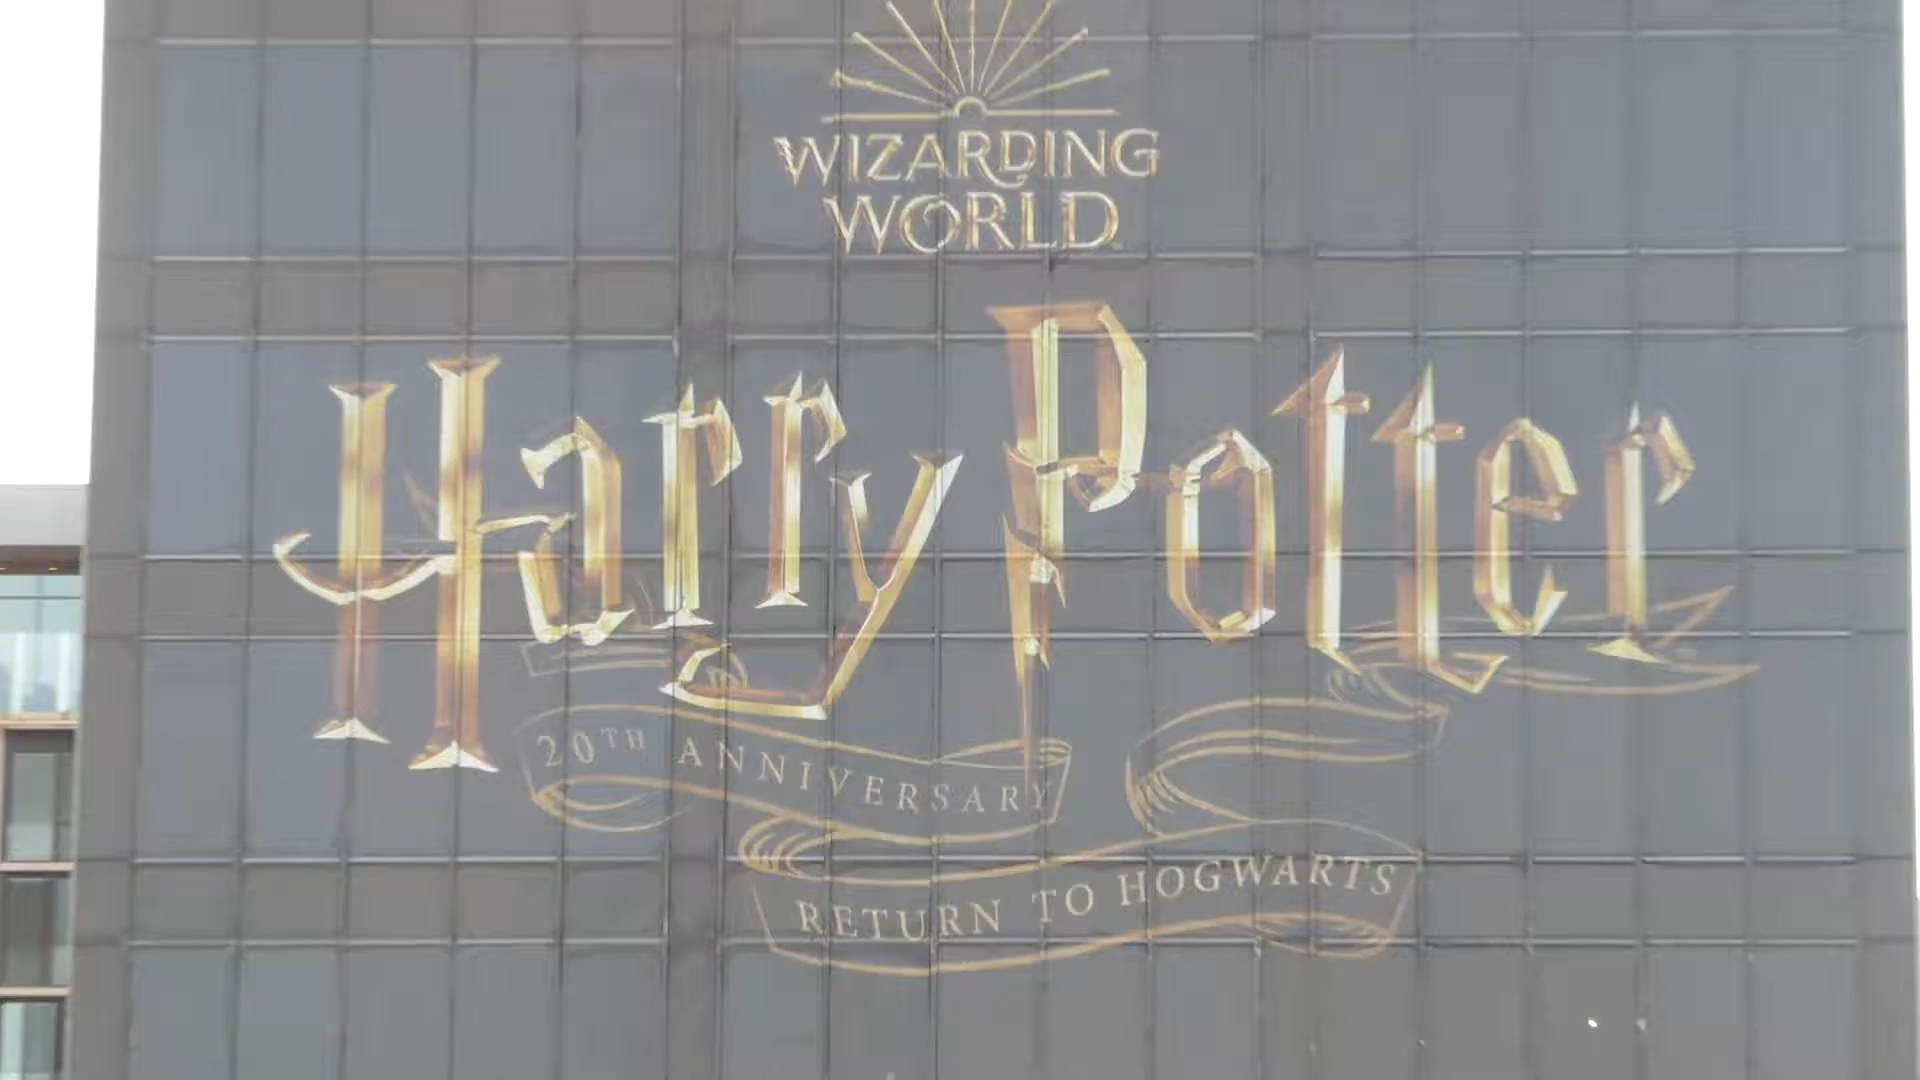 WIZARDING
WORLD
Harry Potter
20TH ANNIVERSARY
RETURN TO HOGWARTS